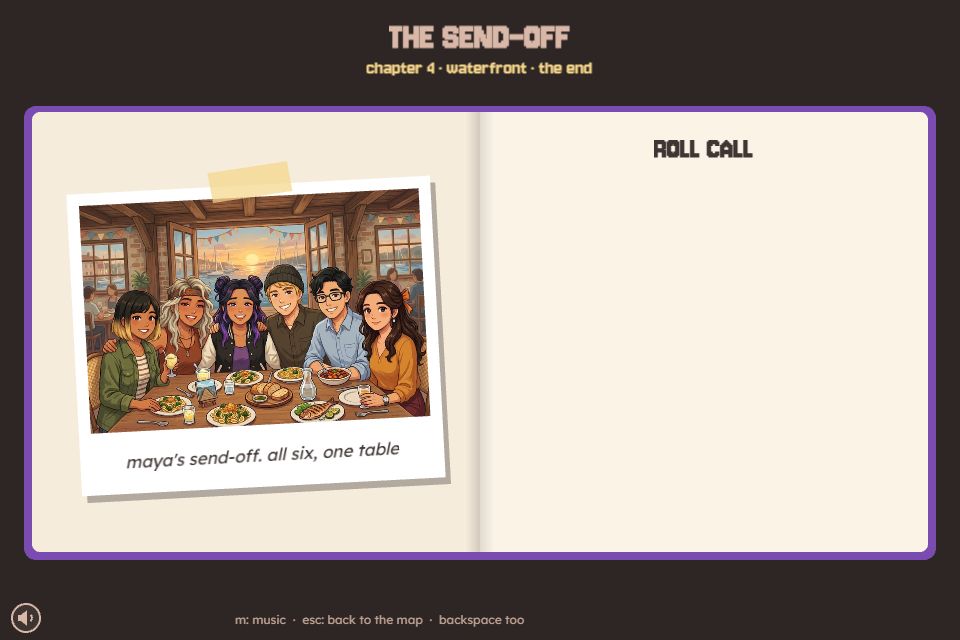 THE SEND-OFF
chapter 4 · waterfront · the end
maya's send-off. all six, one table
ROLL CALL
m: music · esc: back to the map · backspace too